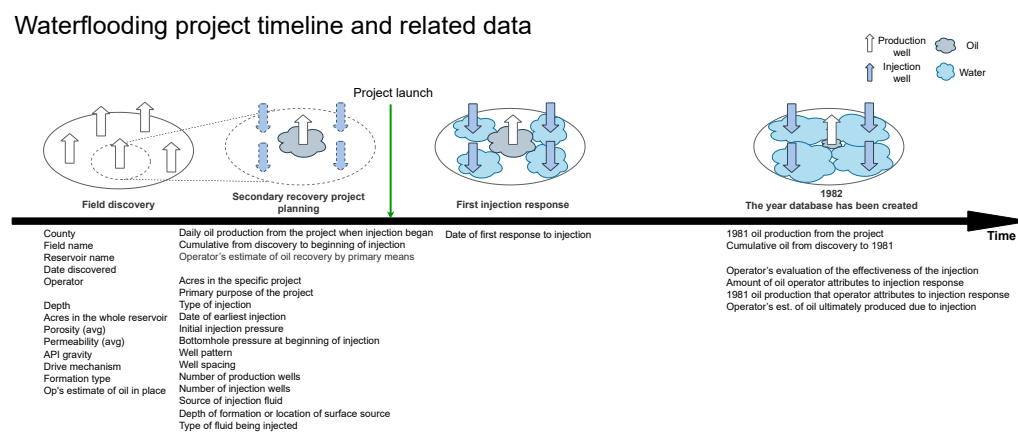 Waterflooding project timeline and related data
Production
well
Oil
Injection
well
Water
Project launch
Field discovery
Secondary recovery project
planning
First injection response
1982
The year database has been created
Time
County
Field name
Reservoir name
Date discovered
Operator
Depth
Acres in the whole reservoir
Porosity (avg)
Permeability (avg)
API gravity
Drive mechanism
Formation type
Op's estimate of oil in place
Daily oil production from the project when injection began
Cumulative from discovery to beginning of injection
Operator's estimate of oil recovery by primary means
Acres in the specific project
Primary purpose of the project
Type of injection
Date of earliest injection
Initial injection pressure
Bottomhole pressure at beginning of injection
Well pattern
Well spacing
Number of production wells
Number of injection wells
Source of injection fluid
Depth of formation or location of surface source
Type of fluid being injected
Date of first response to injection
1981 oil production from the project
Cumulative oil from discovery to 1981
Operator's evaluation of the effectiveness of the injection
Amount of oil operator attributes to injection response
1981 oil production that operator attributes to injection response
Operator's est. of oil ultimately produced due to injection